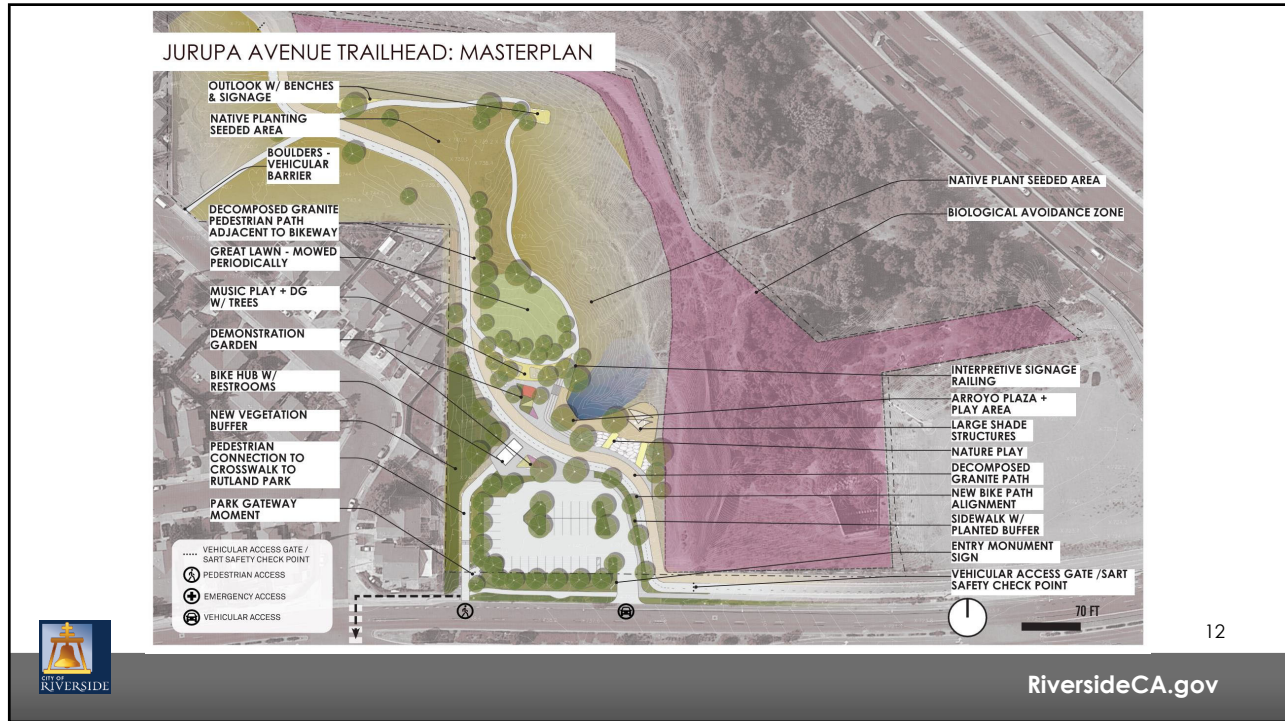 JURUPA AVENUE TRAILHEAD: MASTERPLAN
OUTLOOK W/ BENCHES
& SIGNAGE
NATIVE PLANTING
SEEDED AREA
BOULDERS -
VEHICULAR
BARRIER
DECOMPOSED GRANITE
PEDESTRIAN PATH
ADJACENT TO BIKEWAY
GREAT LAWN - MOWED
PERIODICALLY
MUSIC PLAY + DG
W/ TREES
DEMONSTRATION
GARDEN
BIKE HUB W/
RESTROOMS
NEW VEGETATION
BUFFER
PEDESTRIAN
CONNECTION TO
CROSSWALK TO
RUTLAND PARK
PARK GATEWAY
MOMENT
VEHICULAR ACCESS GATE /
SART SAFETY CHECK POINT
PEDESTRIAN ACCESS
EMERGENCY ACCESS
VEHICULAR ACCESS
NATIVE PLANT SEEDED AREA
BIOLOGICAL AVOIDANCE ZONE
INTERPRETIVE SIGNAGE
RAILING
ARROYO PLAZA +
PLAY AREA
LARGE SHADE
STRUCTURES
NATURE PLAY
DECOMPOSED
GRANITE PATH
NEW BIKE PATH
ALIGNMENT
SIDEWALK W/
PLANTED BUFFER
ENTRY MONUMENT
SIGN
VEHICULAR ACCESS GATE /SART
SAFETY CHECK POINT
70 FT
12
CITY OF
RIVERSIDE
RiversideCA.gov